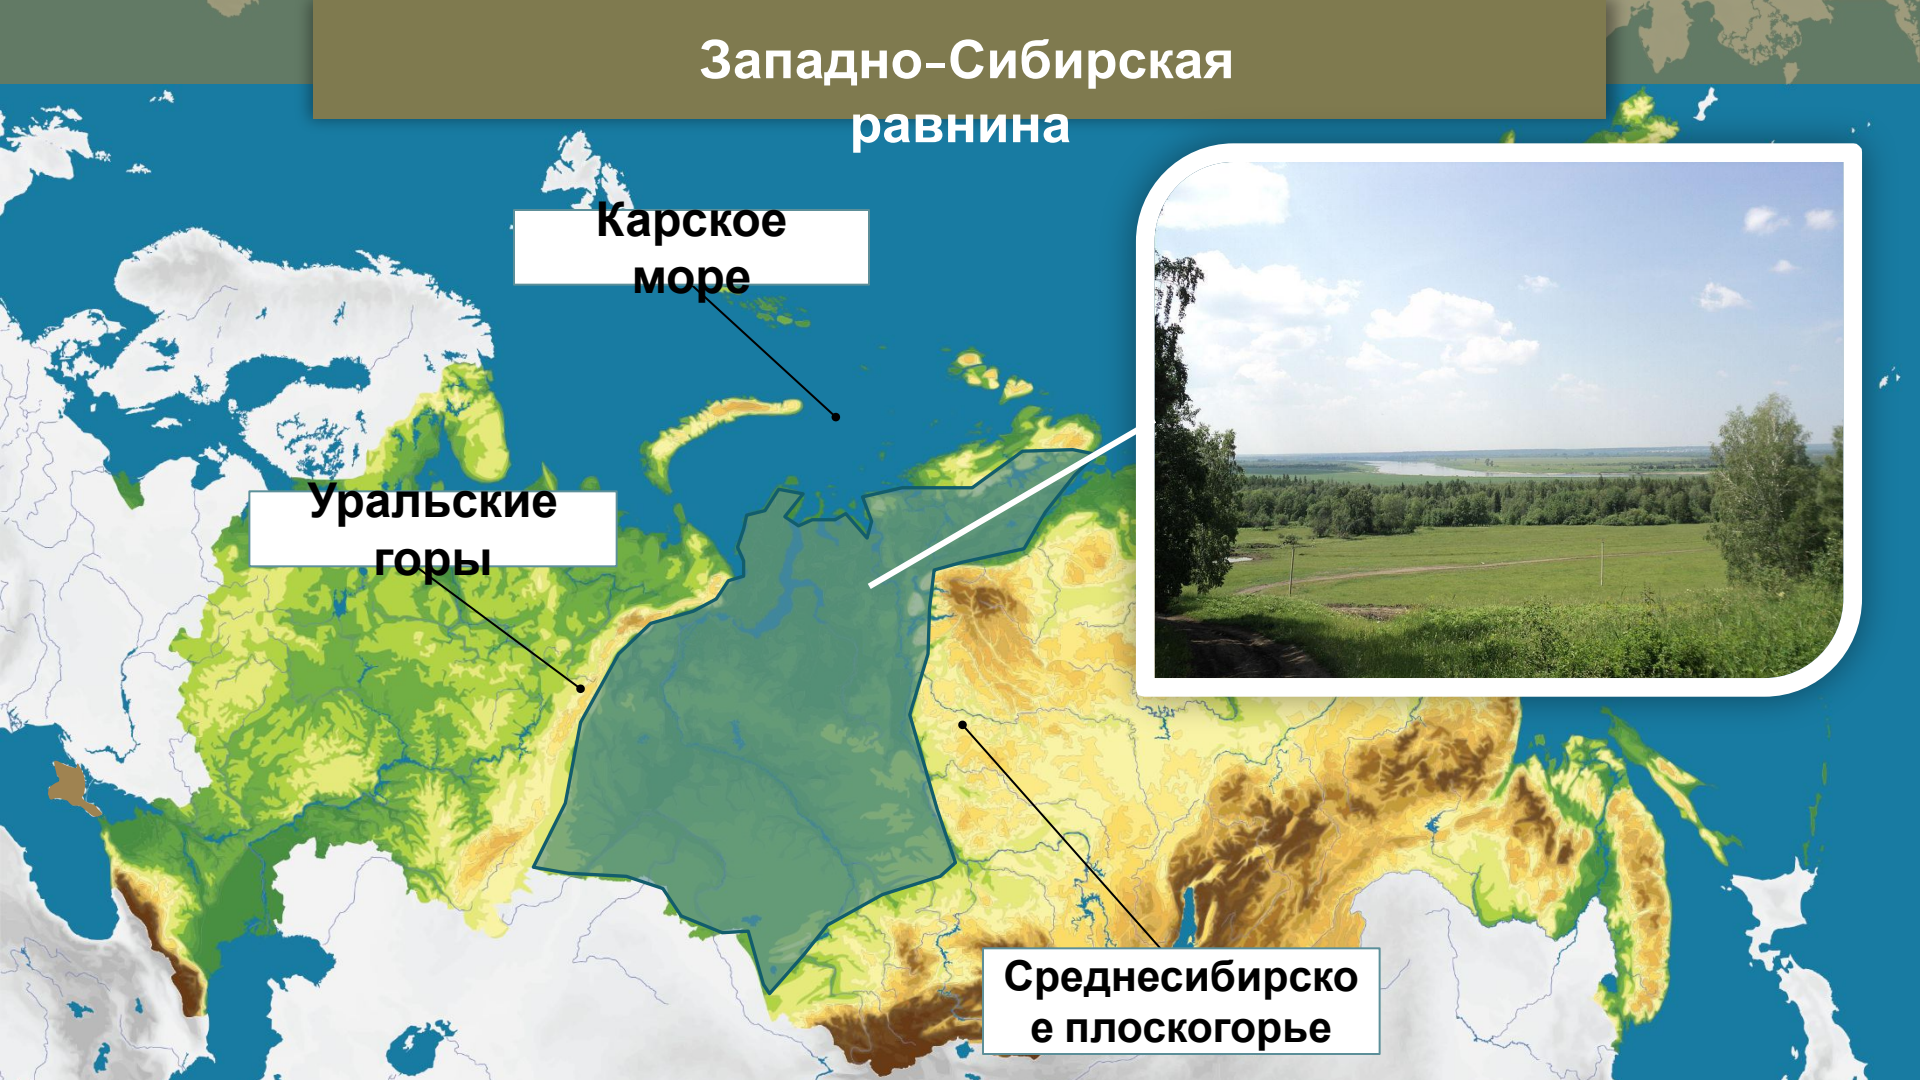 Западно-Сибирская
равнина
Карское
море
Уральские
горы
Среднесибирско
е плоскогорье